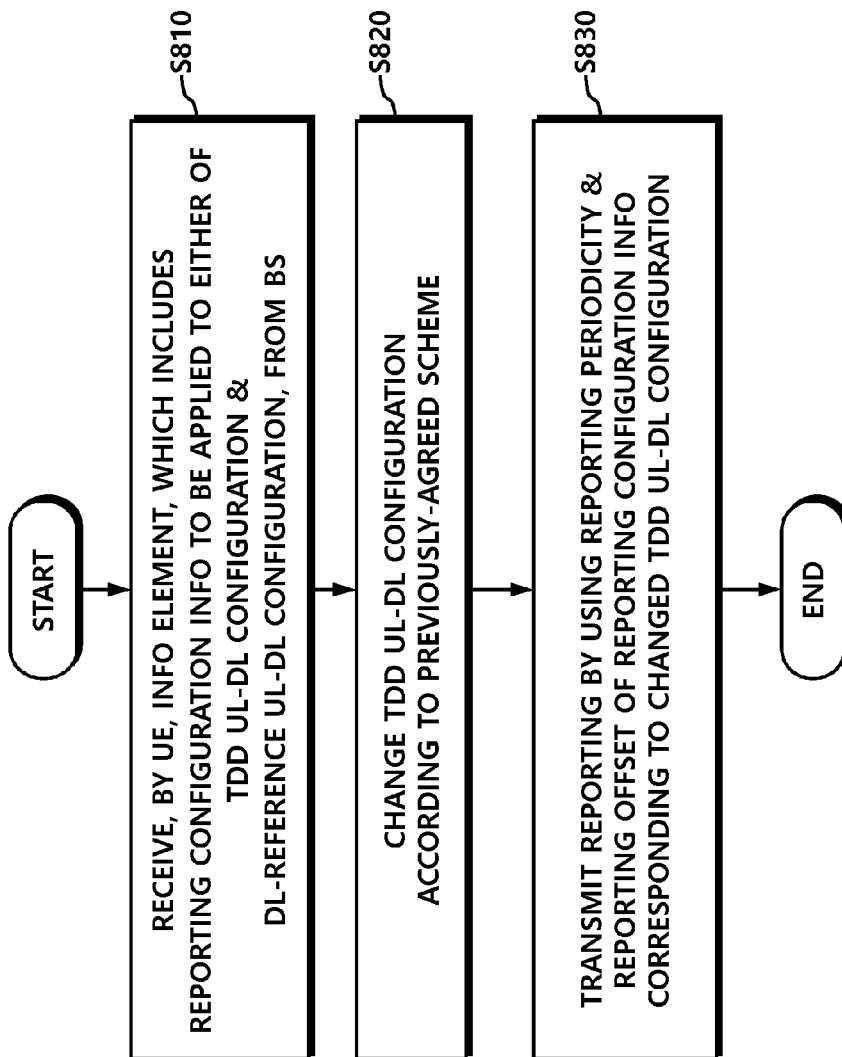 START
RECEIVE, BY UE, INFO ELEMENT, WHICH INCLUDES
REPORTING CONFIGURATION INFO TO BE APPLIED TO EITHER OF
TDD UL-DL CONFIGURATION &
DL-REFERENCE UL-DL CONFIGURATION, FROM BS
S810
CHANGE TDD UL-DL CONFIGURATION
ACCORDING TO PREVIOUSLY-AGREED SCHEME
S820
TRANSMIT REPORTING BY USING REPORTING PERIODICITY &
REPORTING OFFSET OF REPORTING CONFIGURATION INFO
CORRESPONDING TO CHANGED TDD UL-DL CONFIGURATION
S830
END